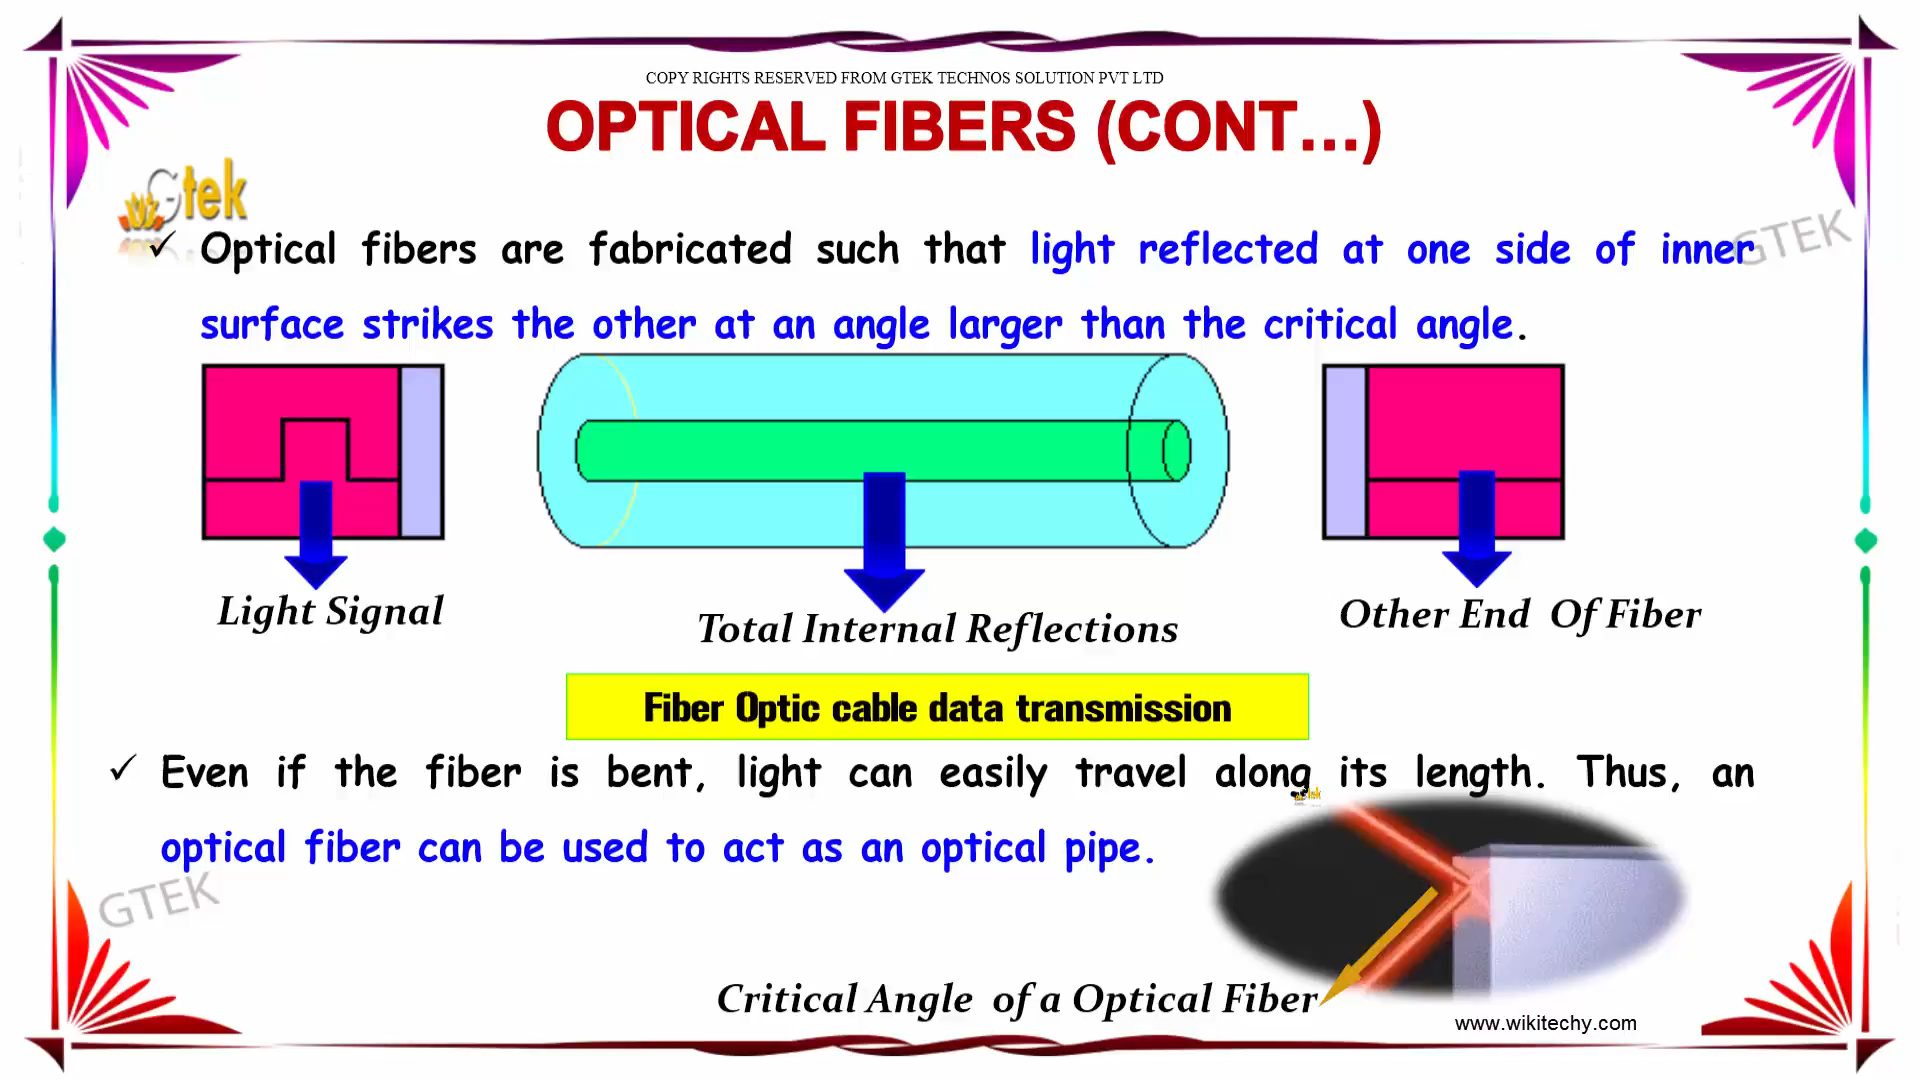 COPY RIGHTS RESERVED FROM GTEK TECHNOS SOLUTION PVT LTD
OPTICAL FIBERS (CONT...)
Gtek
GTEK
✓ Optical fibers are fabricated such that light reflected at one side of inner
surface strikes the other at an angle larger than the critical angle.
Light Signal
Total Internal Reflections
Other End Of Fiber
Fiber Optic cable data transmission
✓ Even if the fiber is bent, light can easily travel along its length. Thus, an
Gtek
optical fiber can be used to act as an optical pipe.
GTEK
Critical Angle of a Optical Fiber
www.wikitechy.com